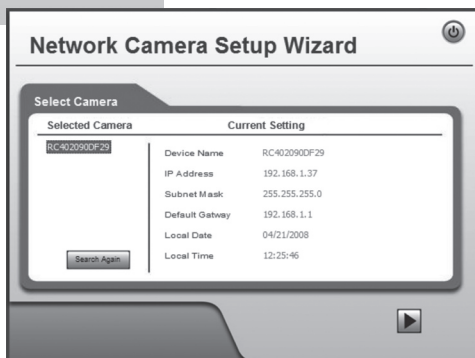 Network Camera Setup Wizard
Select Camera
Selected Camera
Current Setting
RC402090DF29
Device Name RC402090DF29
IP Address 192.168.1.37
Subnet Mask 255.255.255.0
Default Gatway 192.168.1.1
Local Date 04/21/2008
Local Time 12:25:46
Search Again